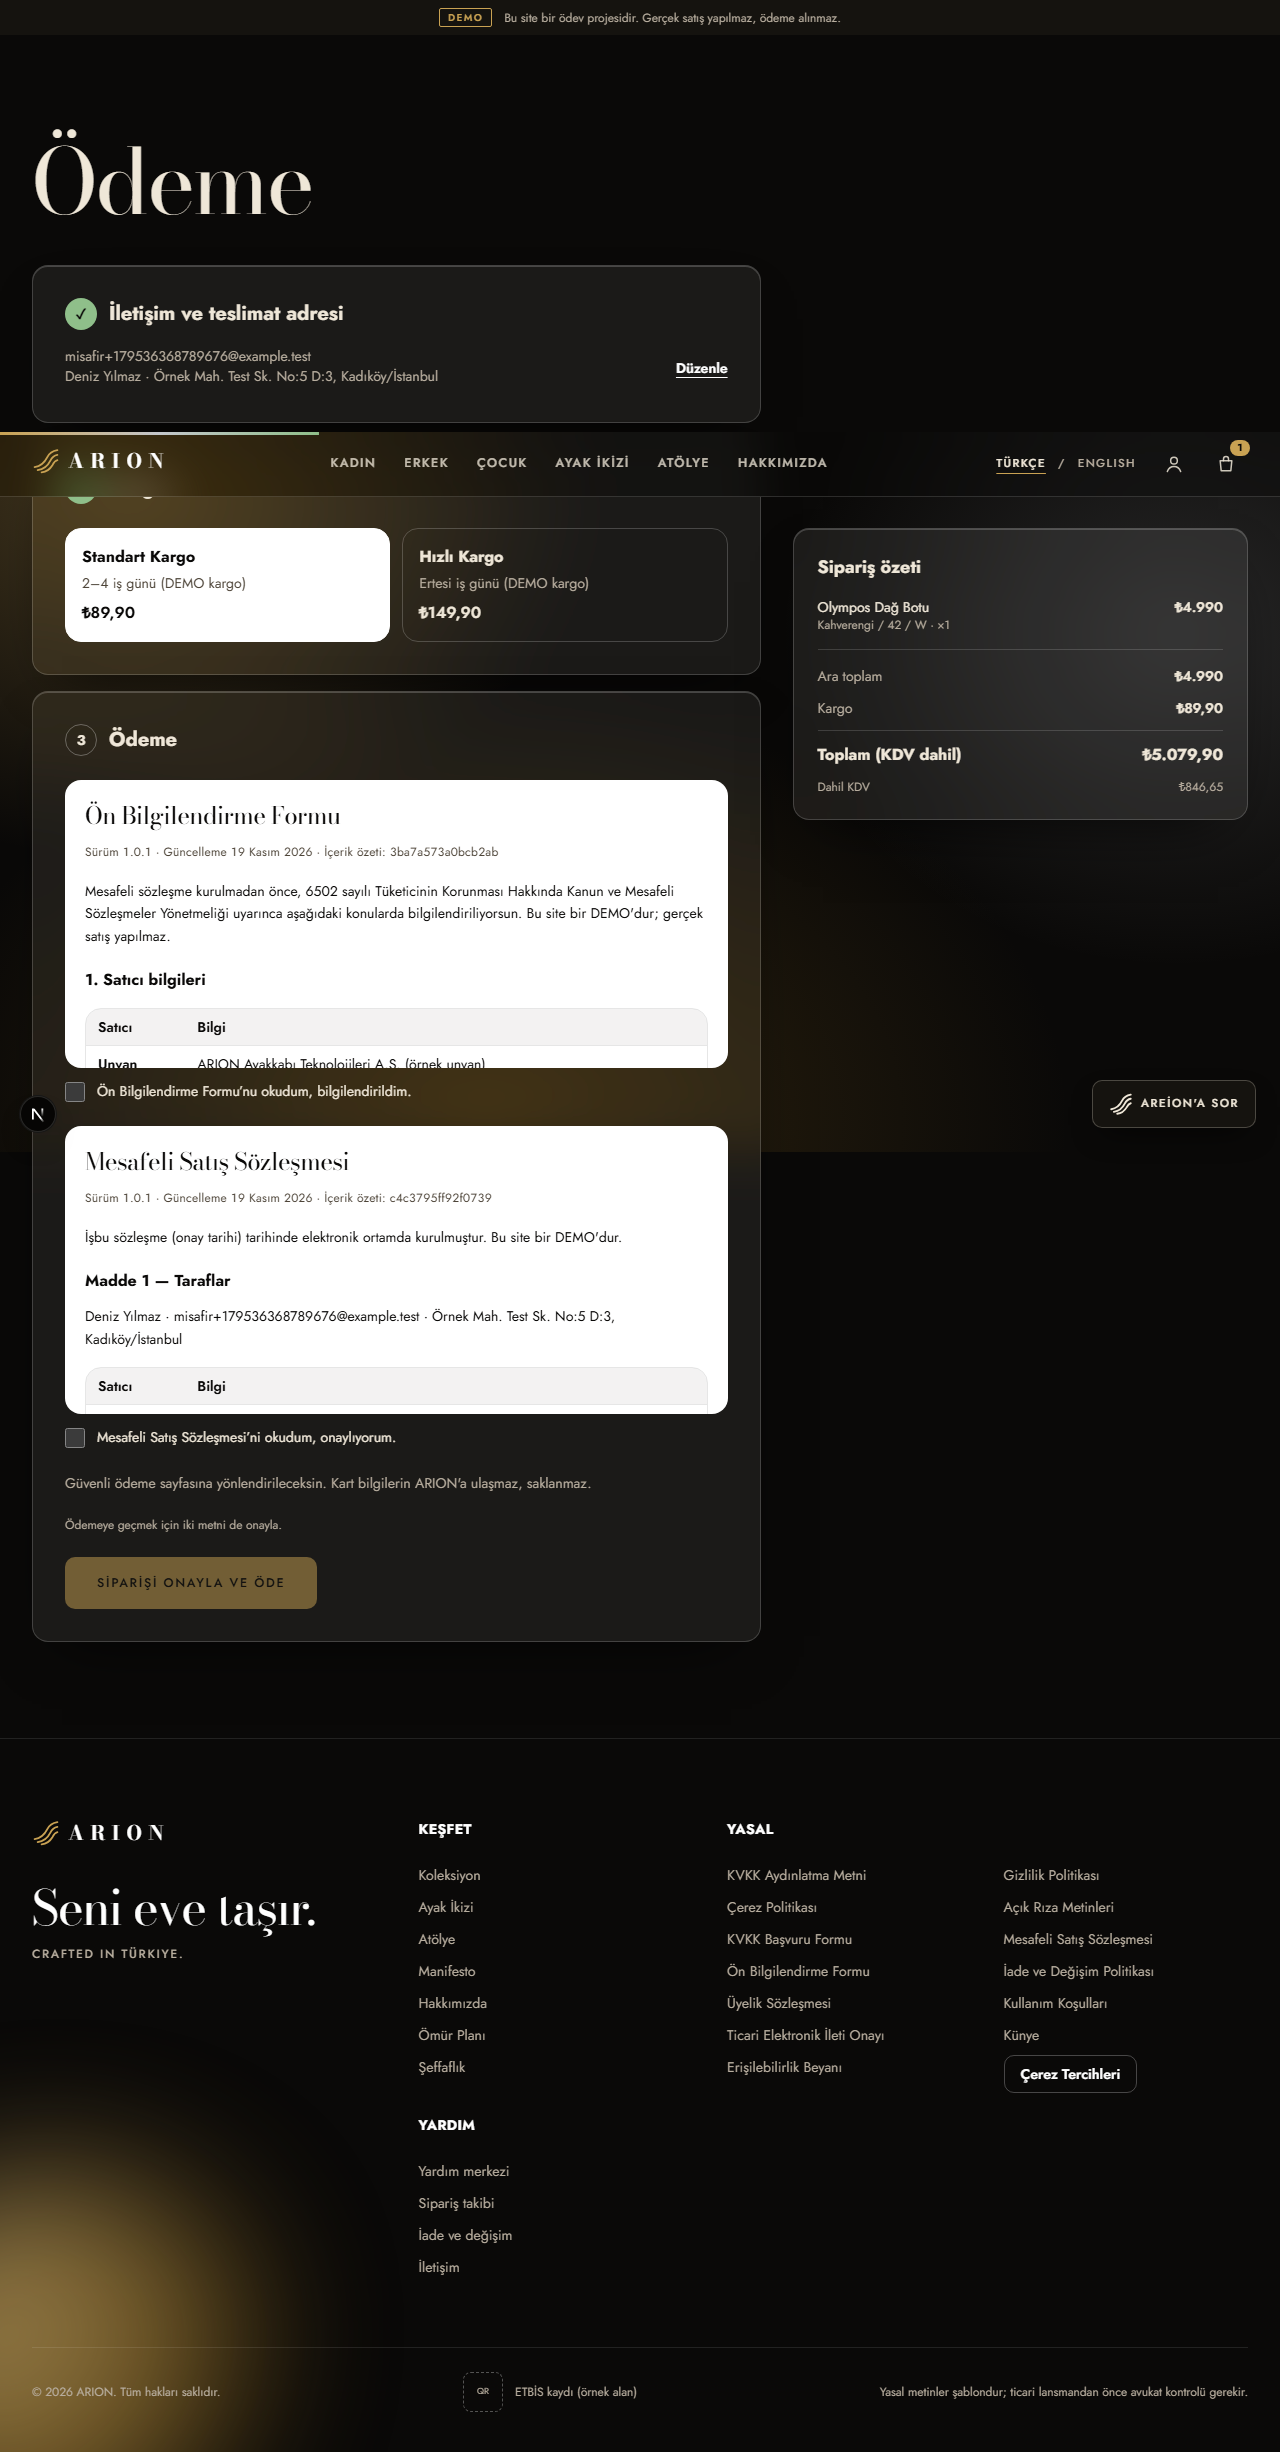 DEMO Bu site bir ödev projesidir. Gerçek satış yapılmaz, ödeme alınmaz.
Ödeme
✓ İletişim ve teslimat adresi
misafir+179536368789676@example.test
Deniz Yılmaz · Örnek Mah. Test Sk. No:5 D:3, Kadıköy/İstanbul
Düzenle
ARION KADIN ERKEK ÇOCUK AYAK İKİZİ ATÖLYE HAKKIMIZDA TÜRKÇE / ENGLISH 1
Standart Kargo
2–4 iş günü (DEMO kargo)
₺89,90
Hızlı Kargo
Ertesi iş günü (DEMO kargo)
₺149,90
Sipariş özeti
Olympos Dağ Botu ₺4.990
Kahverengi / 42 / W · ×1
Ara toplam ₺4.990
Kargo ₺89,90
Toplam (KDV dahil) ₺5.079,90
Dahil KDV ₺846,65
3 Ödeme
Ön Bilgilendirme Formu
Sürüm 1.0.1 · Güncelleme 19 Kasım 2026 · İçerik özeti: 3ba7a573a0bcb2ab
Mesafeli sözleşme kurulmadan önce, 6502 sayılı Tüketicinin Korunması Hakkında Kanun ve Mesafeli
Sözleşmeler Yönetmeliği uyarınca aşağıdaki konularda bilgilendiriliyorsun. Bu site bir DEMO'dur; gerçek
satış yapılmaz.
1. Satıcı bilgileri
Satıcı Bilgi
Unvan ARION Ayakkabı Teknolojileri A.Ş. (örnek unvan)
Ön Bilgilendirme Formu'nu okudum, bilgilendirildim.
N
AREİON'A SOR
Mesafeli Satış Sözleşmesi
Sürüm 1.0.1 · Güncelleme 19 Kasım 2026 · İçerik özeti: c4c3795ff92f0739
İşbu sözleşme (onay tarihi) tarihinde elektronik ortamda kurulmuştur. Bu site bir DEMO'dur.
Madde 1 — Taraflar
Deniz Yılmaz · misafir+179536368789676@example.test · Örnek Mah. Test Sk. No:5 D:3,
Kadıköy/İstanbul
Satıcı Bilgi
Mesafeli Satış Sözleşmesi'ni okudum, onaylıyorum.
Güvenli ödeme sayfasına yönlendirileceksin. Kart bilgilerin ARION'a ulaşmaz, saklanmaz.
Ödemeye geçmek için iki metni de onayla.
SİPARİŞİ ONAYLA VE ÖDE
ARION
Seni eve taşır.
CRAFTED IN TÜRKIYE.
KEŞFET
Koleksiyon
Ayak İkizi
Atölye
Manifesto
Hakkımızda
Ömür Planı
Şeffaflık
YARDIM
Yardım merkezi
Sipariş takibi
İade ve değişim
İletişim
YASAL
KVKK Aydınlatma Metni
Çerez Politikası
KVKK Başvuru Formu
Ön Bilgilendirme Formu
Üyelik Sözleşmesi
Ticari Elektronik İleti Onayı
Erişilebilirlik Beyanı
Gizlilik Politikası
Açık Rıza Metinleri
Mesafeli Satış Sözleşmesi
İade ve Değişim Politikası
Kullanım Koşulları
Künye
Çerez Tercihleri
© 2026 ARION. Tüm hakları saklıdır.
QR ETBİS kaydı (örnek alan)
Yasal metinler şablondur; ticari lansmandan önce avukat kontrolü gerekir.